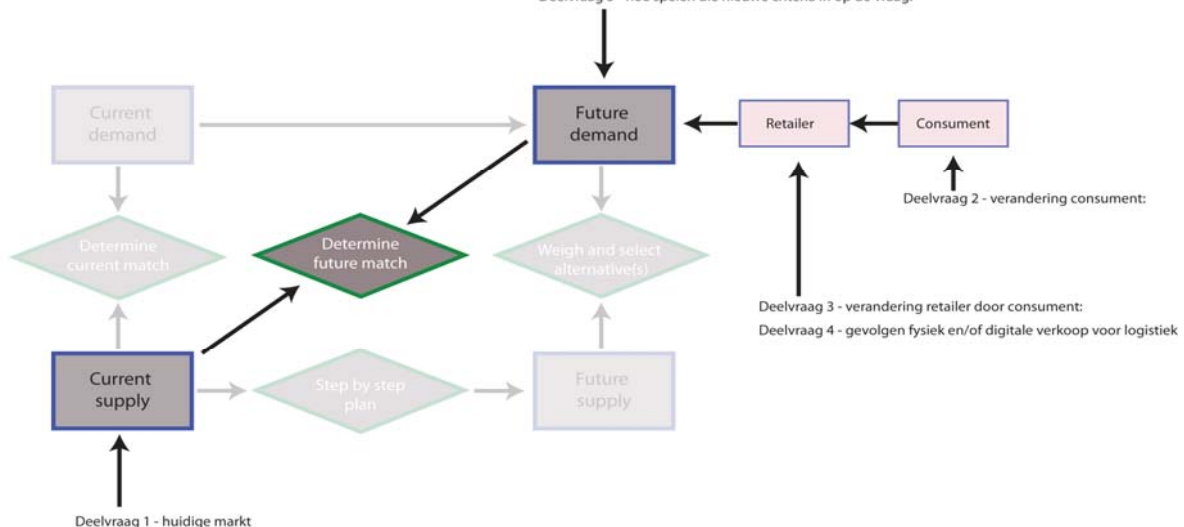 Current
demand
Future
demand
Retailer
Consument
Deelvraag 2 - verandering consument:
Determine
current match
Determine
future match
Weigh and select
alternative(s)
Deelvraag 3 - verandering retailer door consument:
Deelvraag 4 - gevolgen fysiek en/of digitale verkoop voor logistiek
Current
supply
Step by step
plan
Future
supply
Deelvraag 1 - huidige markt